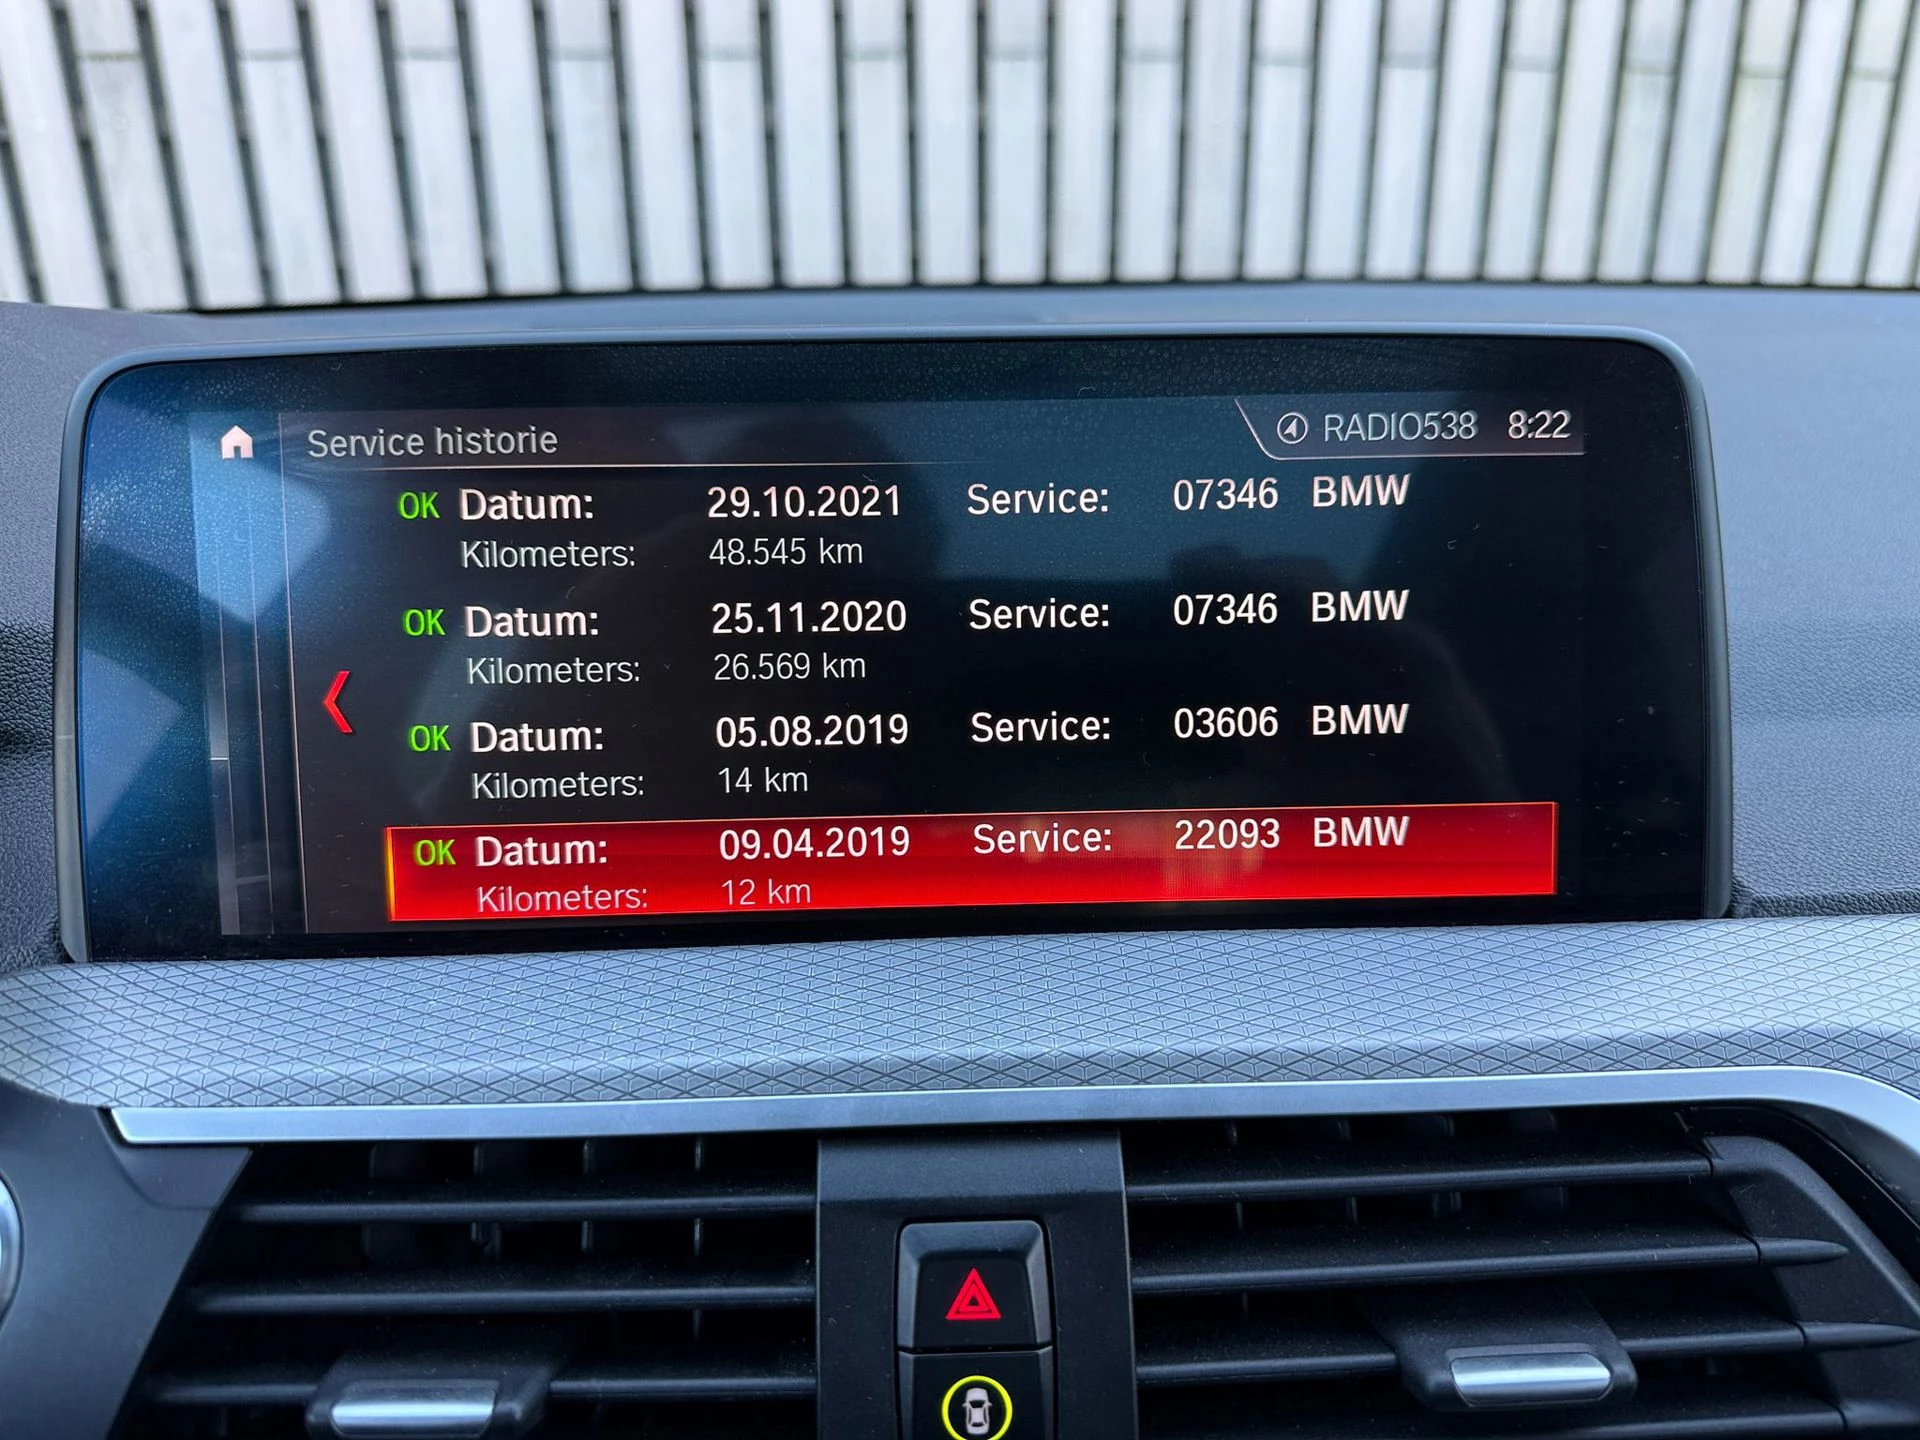 Service historie RADIO538 8:22
OK Datum: 29.10.2021 Service: 07346 BMW
Kilometers: 48.545 km
OK Datum: 25.11.2020 Service: 07346 BMW
Kilometers: 26.569 km
OK Datum: 05.08.2019 Service: 03606 BMW
Kilometers: 14 km
OK Datum: 09.04.2019 Service: 22093 BMW
Kilometers: 12 km